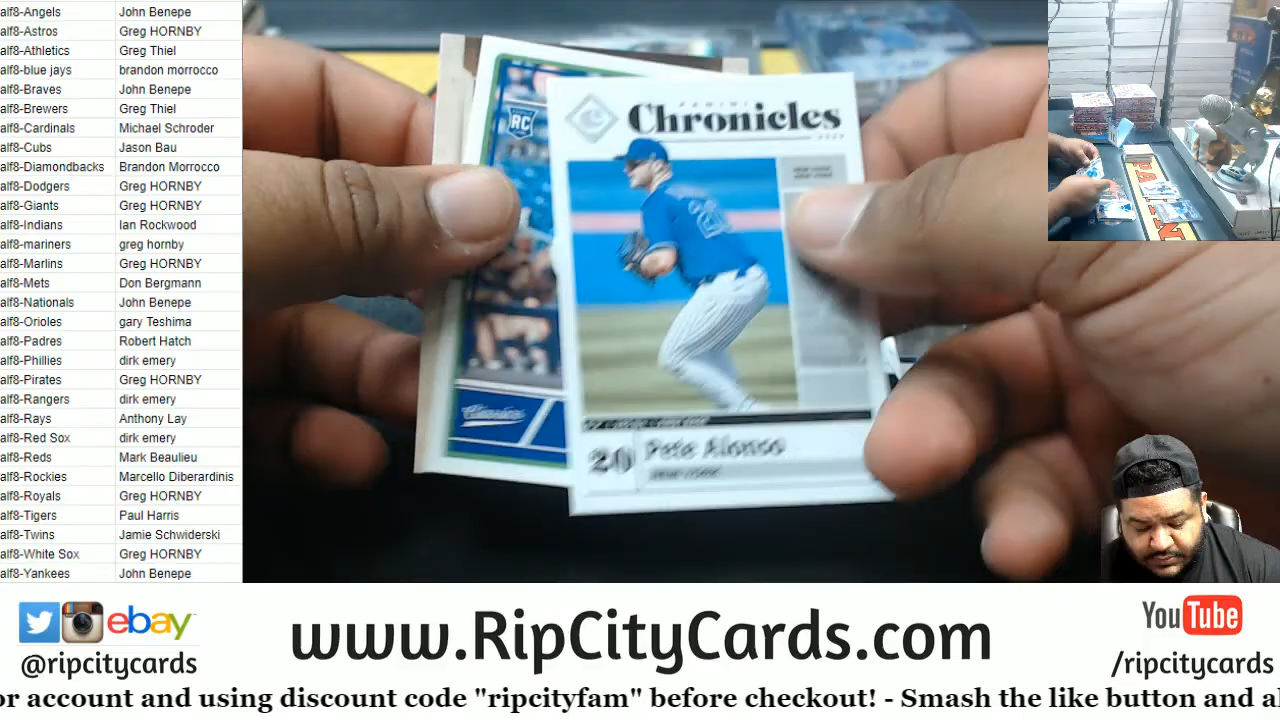 alf8-Angels John Benepe
alf8-Astros Greg HORNBY
alf8-Athletics Greg Thiel
alf8-blue jays brandon morrocco
alf8-Braves John Benepe
alf8-Brewers Greg Thiel
alf8-Cardinals Michael Schroder
alf8-Cubs Jason Bau
alf8-Diamondbacks Brandon Morrocco
alf8-Dodgers Greg HORNBY
alf8-Giants Greg HORNBY
alf8-Indians Ian Rockwood
alf8-mariners greg hornby
alf8-Marlins Greg HORNBY
alf8-Mets Don Bergmann
alf8-Nationals John Benepe
alf8-Orioles gary Teshima
alf8-Padres Robert Hatch
alf8-Phillies dirk emery
alf8-Pirates Greg HORNBY
alf8-Rangers dirk emery
alf8-Rays Anthony Lay
alf8-Red Sox dirk emery
alf8-Reds Mark Beaulieu
alf8-Rockies Marcello Diberardinis
alf8-Royals Greg HORNBY
alf8-Tigers Paul Harris
alf8-Twins Jamie Schwiderski
alf8-White Sox Greg HORNBY
alf8-Yankees John Benepe
RC
Classics
PANINI
Chronicles
20 Pete Alonso
NEW YORK
ebay
@ripcitycards
www.RipCityCards.com
YouTube
/ripcitycards
or account and using discount code "ripcityfam" before checkout! - Smash the like button and al